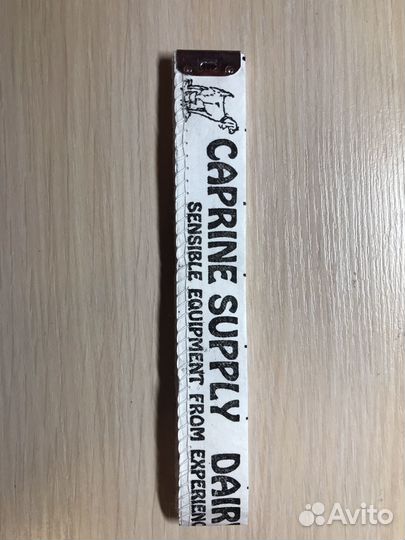 CAPRINE SUPPLY DAIR
SENSIBLE EQUIPMENT FROM EXPERIENC
Avito